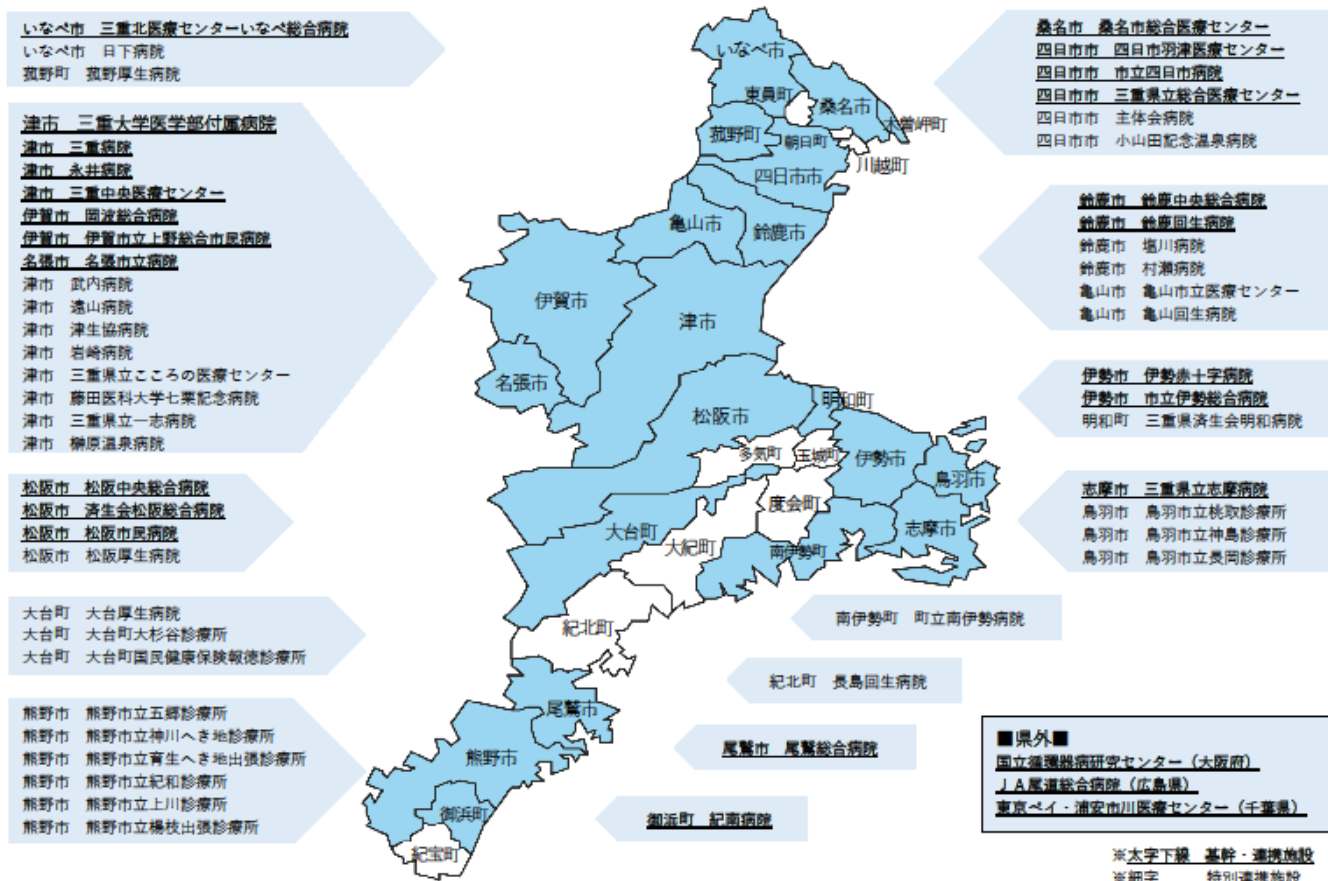 いなべ市　三重北医療センターいなべ総合病院
いなべ市　日下病院
菰野町　菰野厚生病院
津市　三重大学医学部付属病院
津市　三重病院
津市　永井病院
津市　三重中央医療センター
伊賀市　岡波総合病院
伊賀市　伊賀市立上野総合市民病院
名張市　名張市立病院
津市　武内病院
津市　遠山病院
津市　津生協病院
津市　岩崎病院
津市　三重県立こころの医療センター
津市　藤田医科大学七栗記念病院
津市　三重県立一志病院
津市　榊原温泉病院
松阪市　松阪中央総合病院
松阪市　済生会松阪総合病院
松阪市　松阪市民病院
松阪市　松阪厚生病院
大台町　大台厚生病院
大台町　大台町大杉谷診療所
大台町　大台町国民健康保険報徳診療所
熊野市　熊野市立五郷診療所
熊野市　熊野市立神川へき地診療所
熊野市　熊野市立育生へき地出張診療所
熊野市　熊野市立紀和診療所
熊野市　熊野市立上川診療所
熊野市　熊野市立楊枝出張診療所
いなべ市
東員町
桑名市
木曽岬町
菰野町
朝日町
川越町
四日市市
亀山市
鈴鹿市
伊賀市
津市
名張市
松阪市
明和町
多気町
玉城町
伊勢市
鳥羽市
度会町
志摩市
大台町
大紀町
南伊勢町
紀北町
尾鷲市
熊野市
御浜町
紀宝町
桑名市　桑名市総合医療センター
四日市市　四日市羽津医療センター
四日市市　市立四日市病院
四日市市　三重県立総合医療センター
四日市市　主体会病院
四日市市　小山田記念温泉病院
鈴鹿市　鈴鹿中央総合病院
鈴鹿市　鈴鹿回生病院
鈴鹿市　塩川病院
鈴鹿市　村瀬病院
亀山市　亀山市立医療センター
亀山市　亀山回生病院
伊勢市　伊勢赤十字病院
伊勢市　市立伊勢総合病院
明和町　三重県済生会明和病院
志摩市　三重県立志摩病院
鳥羽市　鳥羽市立桃取診療所
鳥羽市　鳥羽市立神島診療所
鳥羽市　鳥羽市立長岡診療所
南伊勢町　町立南伊勢病院
紀北町　長島回生病院
尾鷲市　尾鷲総合病院
御浜町　紀南病院
■県外■
国立循環器病研究センター（大阪府）
ＪＡ尾道総合病院（広島県）
東京ベイ・浦安市川医療センター（千葉県）
※太字下線　基幹・連携施設
※細字　　特別連携施設